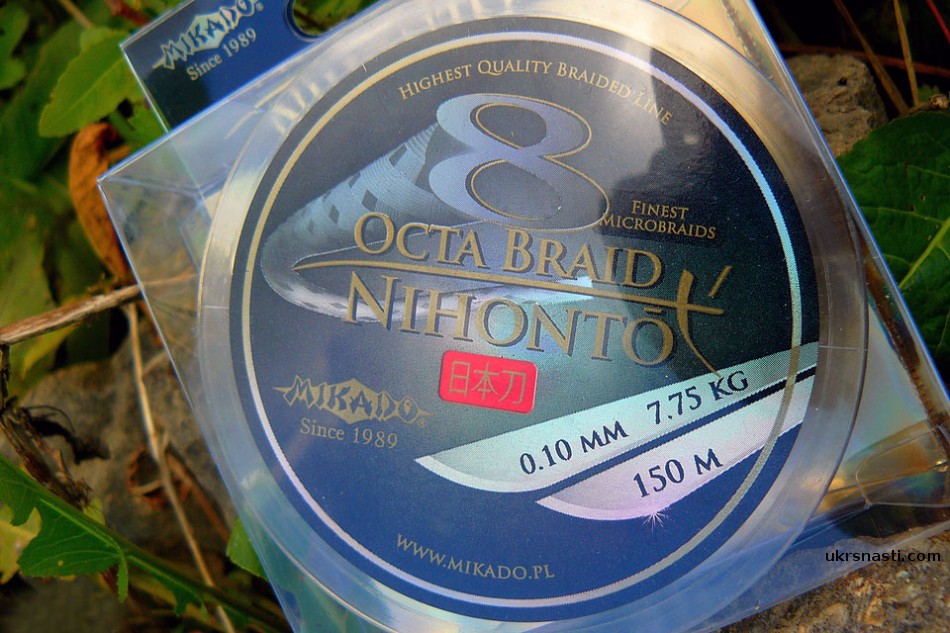 MIKADO®
Since 1989
HIGHEST QUALITY BRAIDED LINE
8
FINEST
MICROBRAIDS
OCTA BRAID
NIHONTŌ
日本刀
MIKADO®
Since 1989
0.10 MM 7.75 KG
150 M
WWW.MIKADO.PL
ukrsnasti.com